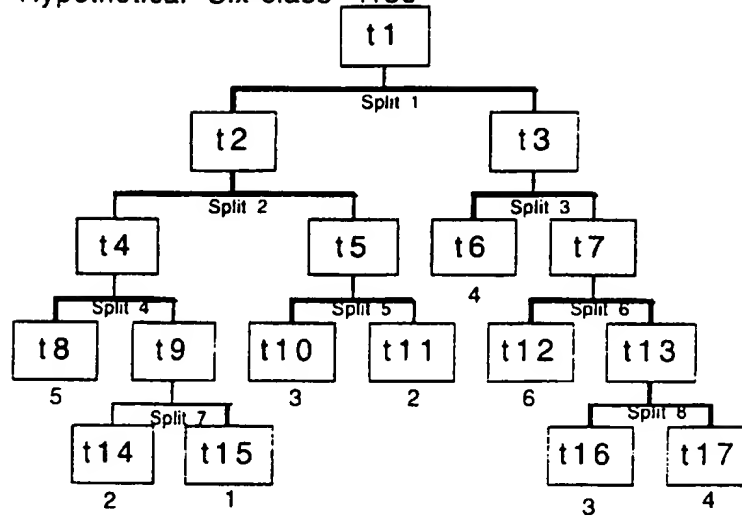 Hypothetical Six-class Tree
t1
Split 1
t2 t3
Split 2 Split 3
t4 t5 t6 t7
4
Split 4 Split 5 Split 6
t8 t9 t10 t11 t12 t13
5 3 2 6
Split 7 Split 8
t14 t15 t16 t17
2 1 3 4